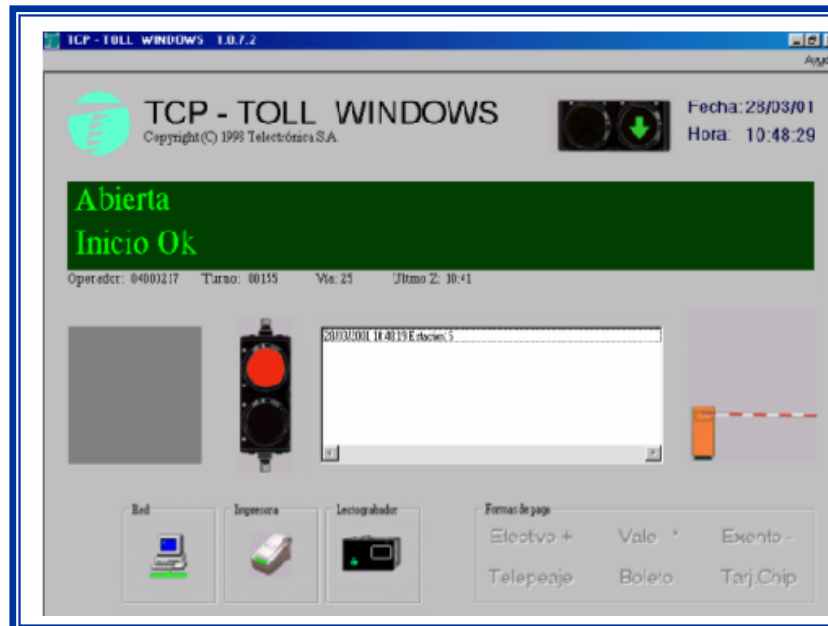 TCP - TOLL WINDOWS 1.0.7.2
TCP - TOLL WINDOWS
Copyright (C) 1998 Telectrónica S.A.
Fecha: 28/03/01
Hora: 10:48:29
Abierta
Inicio Ok
Operador: 04000217 Turno: 00155 Via: 25 Ultimo Z: 10:41
28/03/2001 10:48:19 Estacion: 5
Red
Impresora
Lectograbador
Formas de pago
Efectivo + Vale * Exento -
Telepeaje Boleto Tarj.Chip